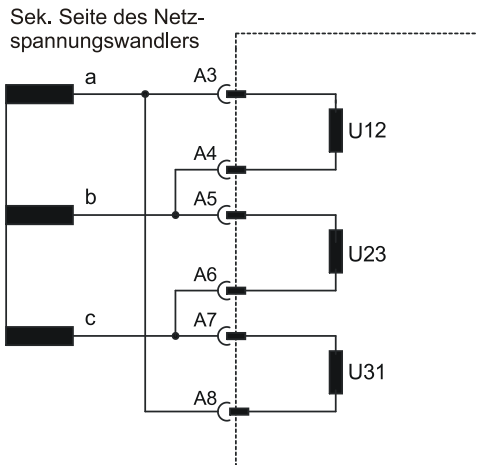 Sek. Seite des Netz-
spannungswandlers
a
A3
U12
A4
b
A5
U23
A6
c
A7
U31
A8